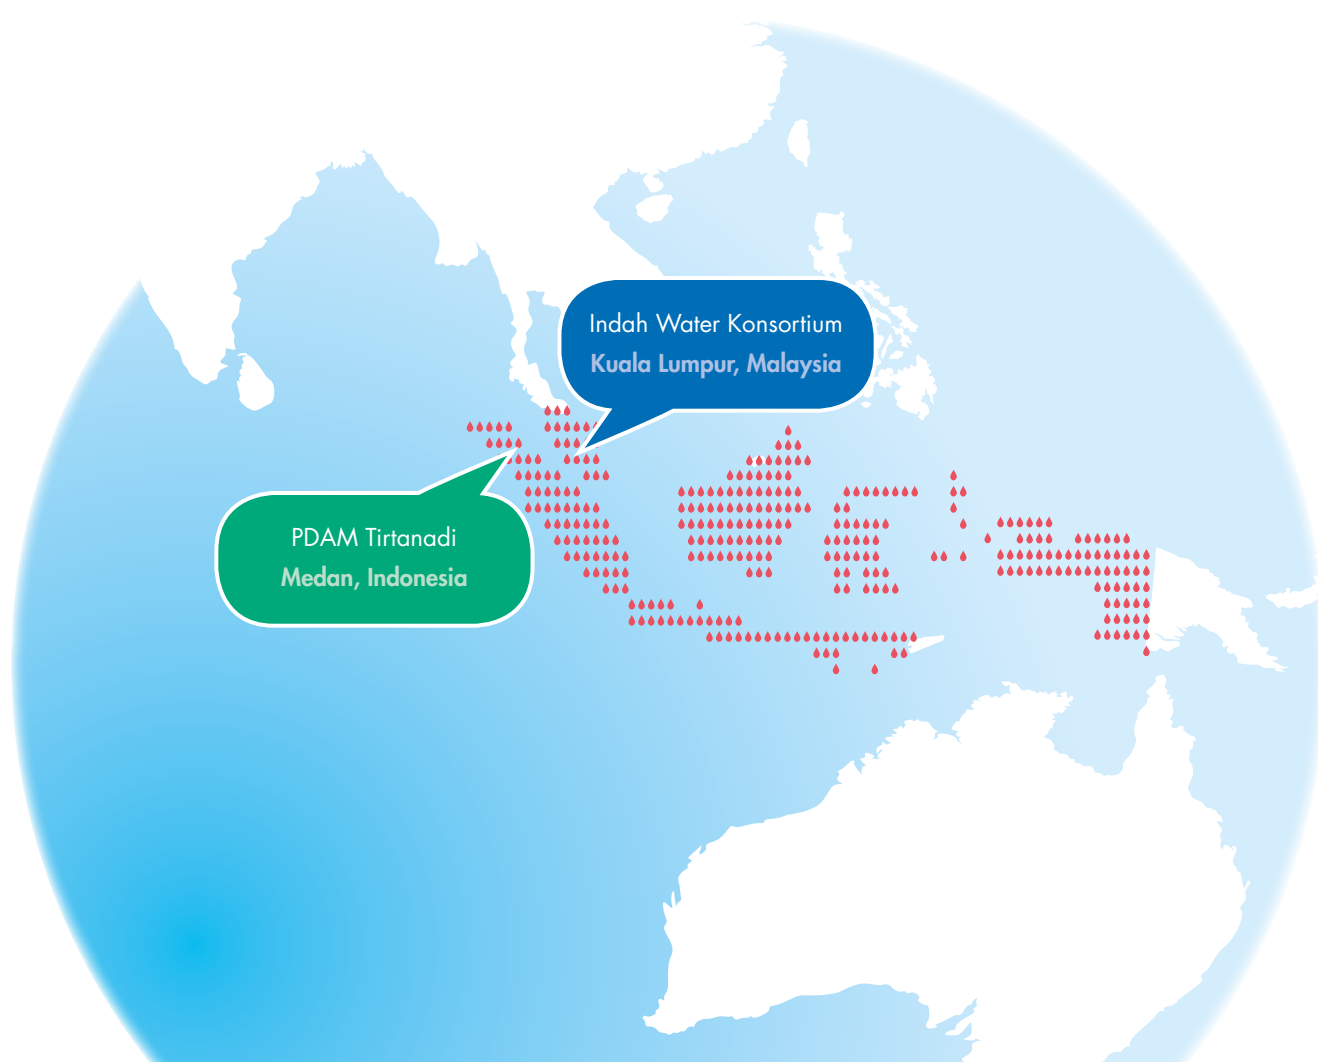 Indah Water Konsortium
Kuala Lumpur, Malaysia
PDAM Tirtanadi
Medan, Indonesia